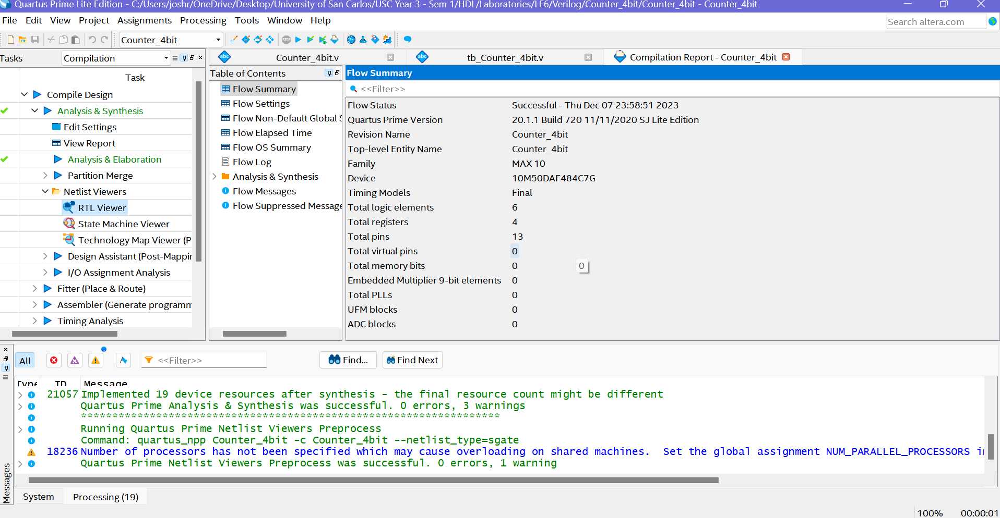 Quartus Prime Lite Edition - C:/Users/joshr/OneDrive/Desktop/University of San Carlos/USC Year 3 - Sem 1/HDL/Laboratories/LE6/Verilog/Counter_4bit/Counter_4bit - Counter_4bit
File Edit View Project Assignments Processing Tools Window Help
Search altera.com
Counter_4bit
STOP
Tasks
Compilation
Task
Compile Design
Analysis & Synthesis
Edit Settings
View Report
Analysis & Elaboration
Partition Merge
Netlist Viewers
RTL Viewer
State Machine Viewer
Technology Map Viewer (P
Design Assistant (Post-Mappin
I/O Assignment Analysis
Fitter (Place & Route)
Assembler (Generate programm
Timing Analysis
abc Counter_4bit.v
abc tb_Counter_4bit.v
Compilation Report - Counter_4bit
Table of Contents
Flow Summary
Flow Settings
Flow Non-Default Global S
Flow Elapsed Time
Flow OS Summary
Flow Log
Analysis & Synthesis
Flow Messages
Flow Suppressed Message
Flow Summary
<<Filter>>
Flow Status Successful - Thu Dec 07 23:58:51 2023
Quartus Prime Version 20.1.1 Build 720 11/11/2020 SJ Lite Edition
Revision Name Counter_4bit
Top-level Entity Name Counter_4bit
Family MAX 10
Device 10M50DAF484C7G
Timing Models Final
Total logic elements 6
Total registers 4
Total pins 13
Total virtual pins 0
Total memory bits 0
0
Embedded Multiplier 9-bit elements 0
Total PLLs 0
UFM blocks 0
ADC blocks 0
All
<<Filter>>
Find...
Find Next
Type ID Message
21057 Implemented 19 device resources after synthesis - the final resource count might be different
Quartus Prime Analysis & Synthesis was successful. 0 errors, 3 warnings
*******************************************************************
Running Quartus Prime Netlist Viewers Preprocess
Command: quartus_npp Counter_4bit -c Counter_4bit --netlist_type=sgate
18236 Number of processors has not been specified which may cause overloading on shared machines.  Set the global assignment NUM_PARALLEL_PROCESSORS in
Quartus Prime Netlist Viewers Preprocess was successful. 0 errors, 1 warning
Messages
System
Processing (19)
100% 00:00:01